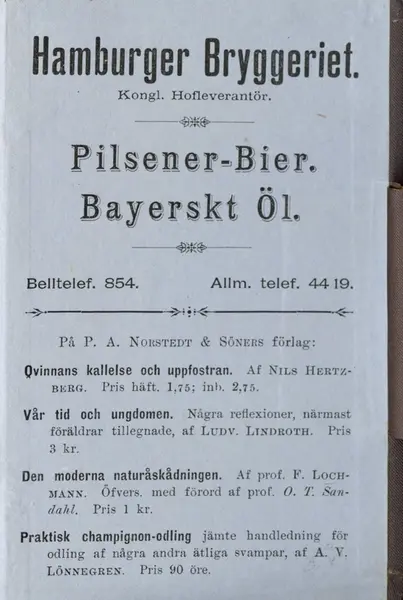 Hamburger Bryggeriet.
Kongl. Hofleverantör.
Pilsener-Bier.
Bayerskt Öl.
Belltelef. 854. Allm. telef. 44 19.
På P. A. NORSTEDT & SÖNERS förlag:
Qvinnans kallelse och uppfostran. Af NILS HERTZ-
BERG. Pris häft. 1,75; inb. 2,75.
Vår tid och ungdomen. Några reflexioner, närmast
föräldrar tillegnade, af LUDV. LINDROTH. Pris
3 kr.
Den moderna naturåskådningen. Af prof. F. LOCH-
MANN. Öfvers. med förord af prof. O. T. San-
dahl. Pris 1 kr.
Praktisk champignon-odling jämte handledning för
odling af några andra ätliga svampar, af A. V.
LÖNNEGREN. Pris 90 öre.